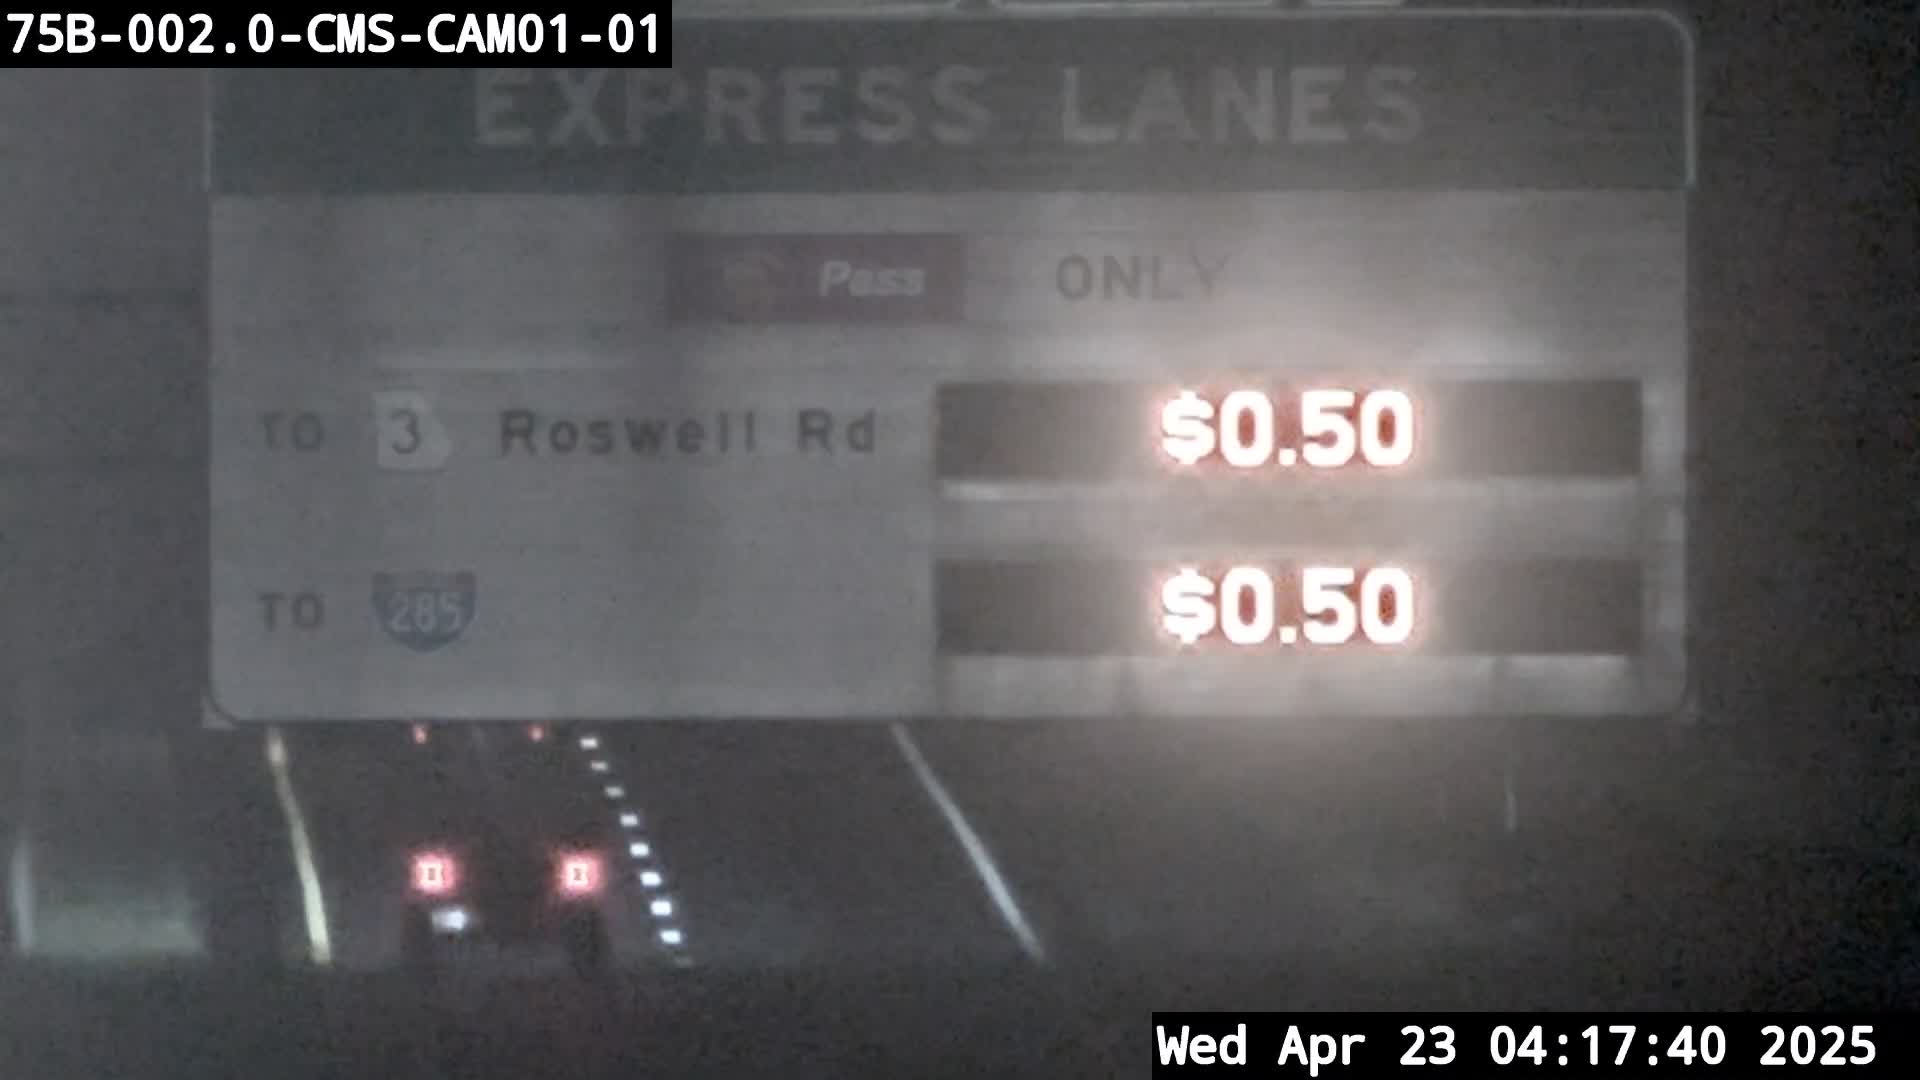 75B-002.0-CMS-CAM01-01
EXPRESS LANES
Pass ONLY
TO 3 Roswell Rd $0.50
TO 285 $0.50
Wed Apr 23 04:17:40 2025